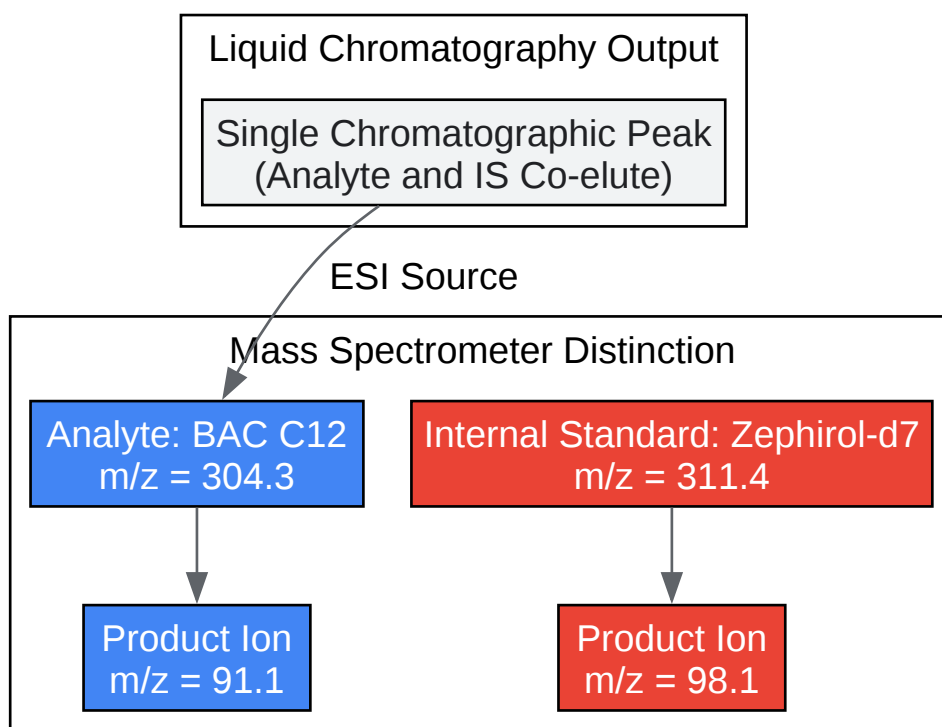 Liquid Chromatography Output
Single Chromatographic Peak
(Analyte and IS Co-elute)
ESI Source
Mass Spectrometer Distinction
Analyte: BAC C12
m/z = 304.3
Internal Standard: Zephirol-d7
m/z = 311.4
Product Ion
m/z = 91.1
Product Ion
m/z = 98.1